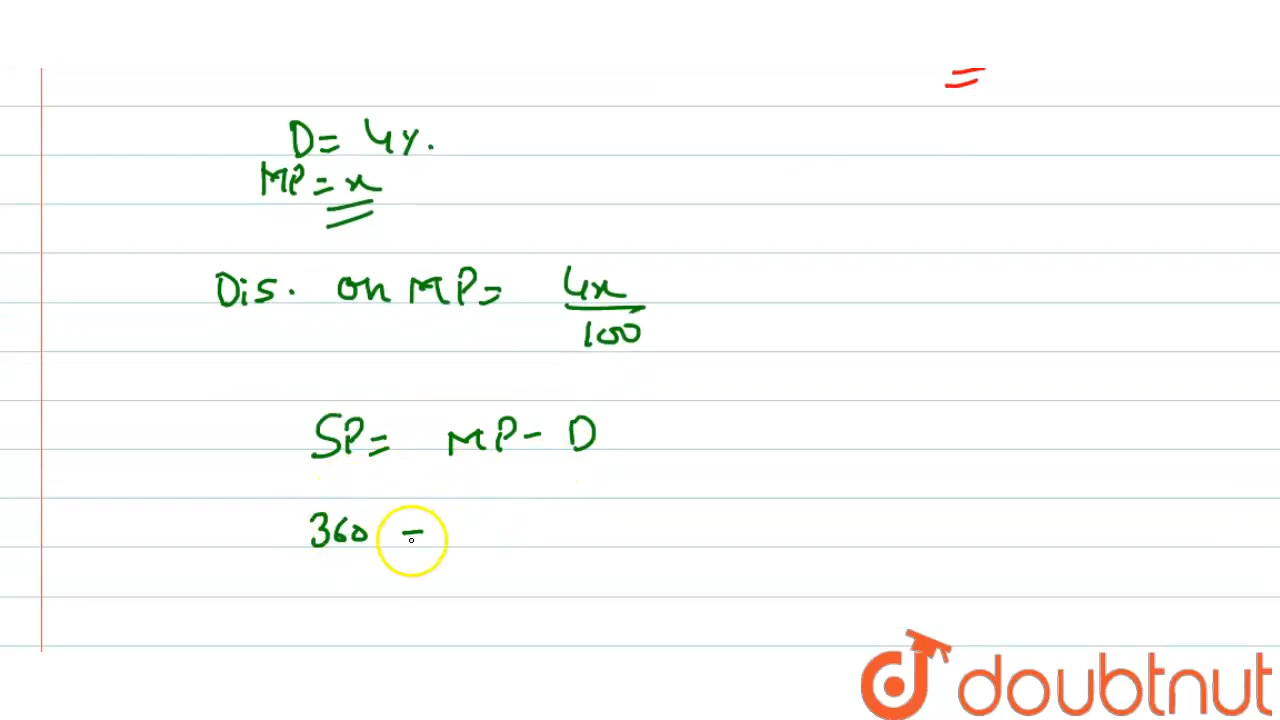 D= 4%.
MP= x
Dis. on MP= 4x
100
SP= MP- D
360 =
doubtnut